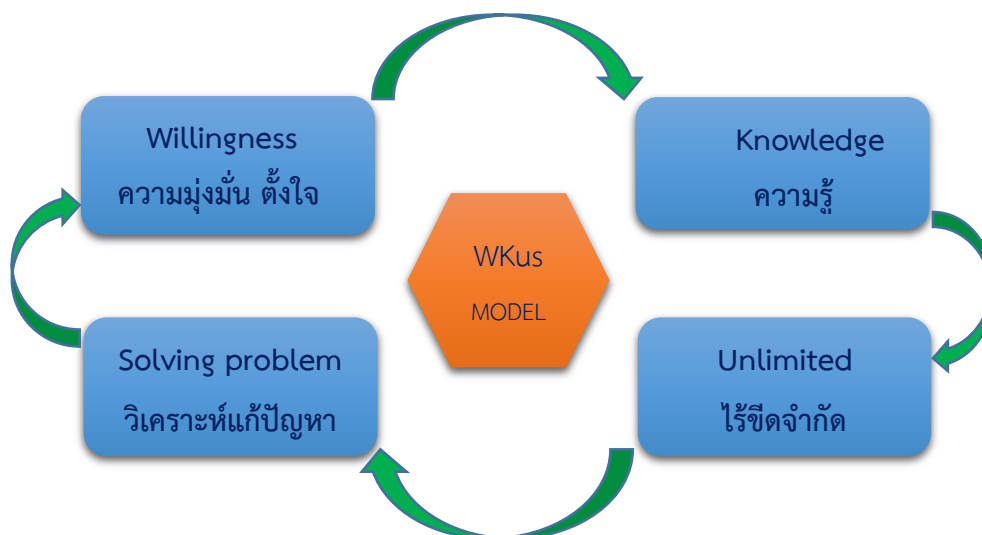 Willingness
ความมุ่งมั่น ตั้งใจ
Knowledge
ความรู้
WKus
MODEL
Solving problem
วิเคราะห์แก้ปัญหา
Unlimited
ไร้ขีดจำกัด